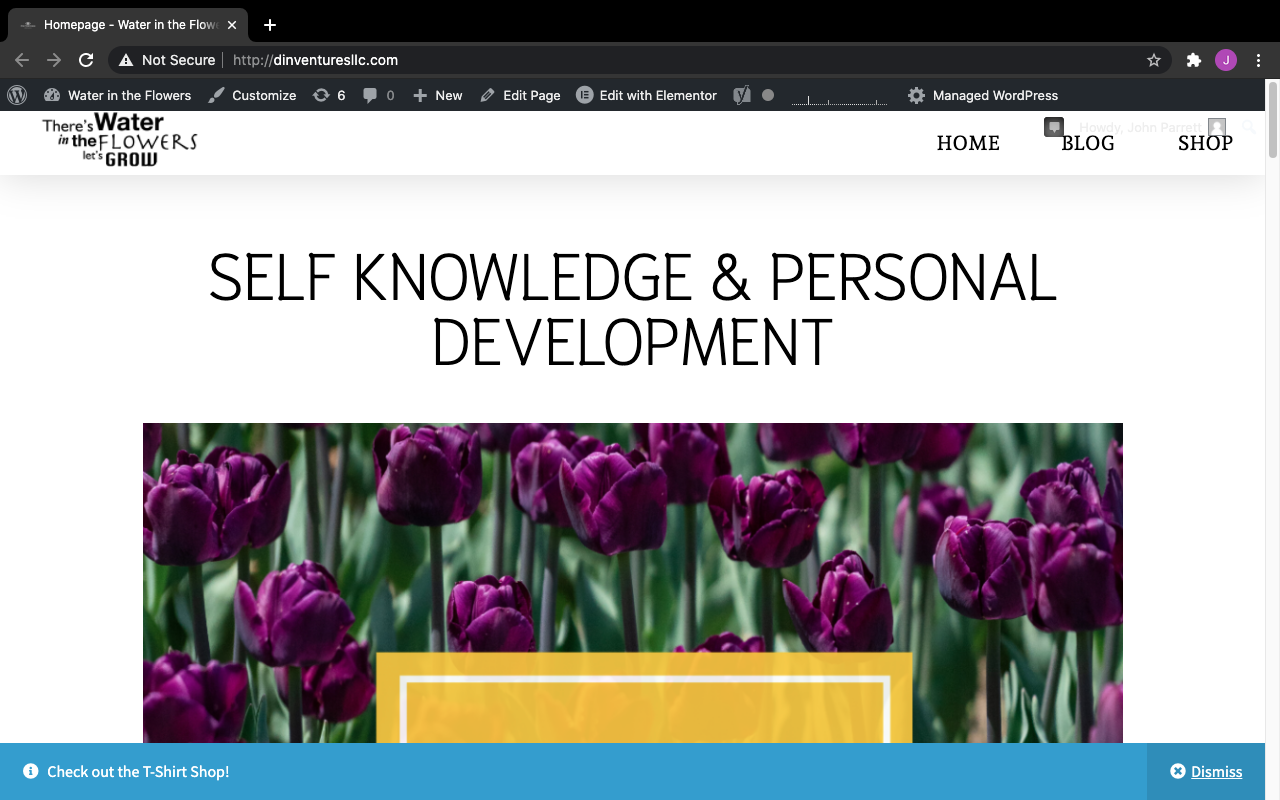 Homepage - Water in the Flow
Not Secure
http://dinventuresllc.com
J
Water in the Flowers
Customize
6
0
New
Edit Page
Edit with Elementor
Managed WordPress
Howdy, John Parrett
There's Water
in the FLOWERS
let's GROW
HOME
BLOG
SHOP
SELF KNOWLEDGE & PERSONAL
DEVELOPMENT
Check out the T-Shirt Shop!
Dismiss